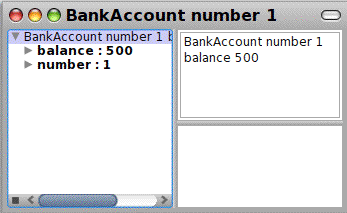 BankAccount number 1
BankAccount number 1 b
balance : 500
number : 1
BankAccount number 1
balance 500